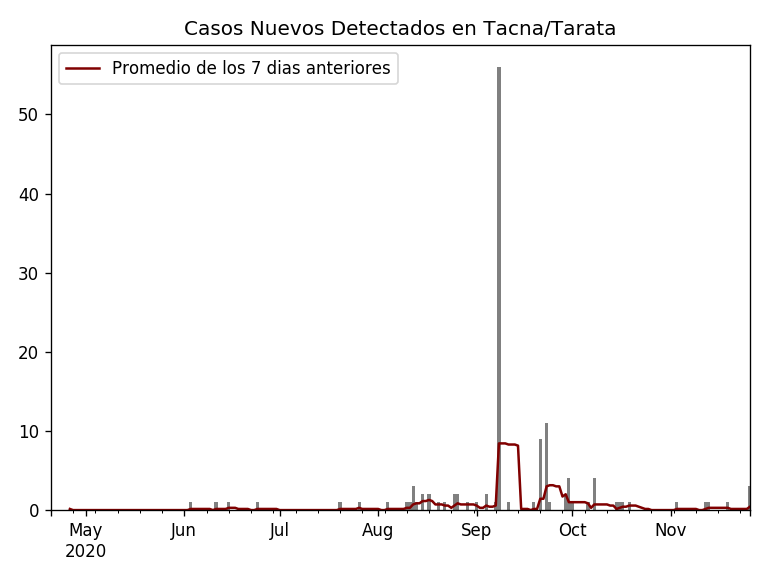 Casos Nuevos Detectados en Tacna/Tarata
Promedio de los 7 dias anteriores
50
40
30
20
10
0
May Jun Jul Aug Sep Oct Nov
2020